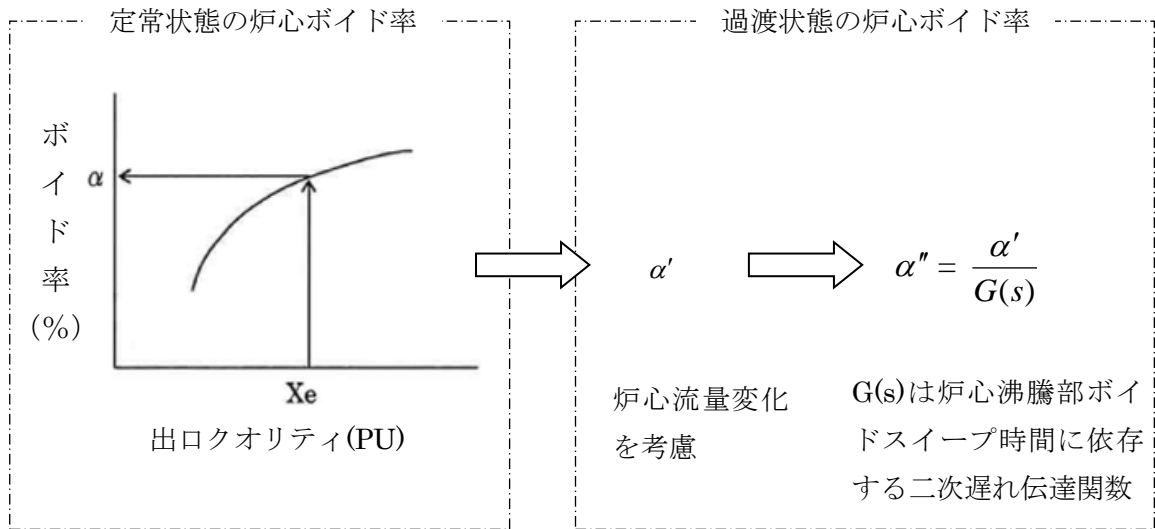 定常状態の炉心ボイド率
ボイド率(%)
α
Xe
出口クオリティ(PU)
過渡状態の炉心ボイド率
α′
α″ = α′ / G(s)
炉心流量変化
を考慮
G(s)は炉心沸騰部ボイ
ドスイープ時間に依存
する二次遅れ伝達関数